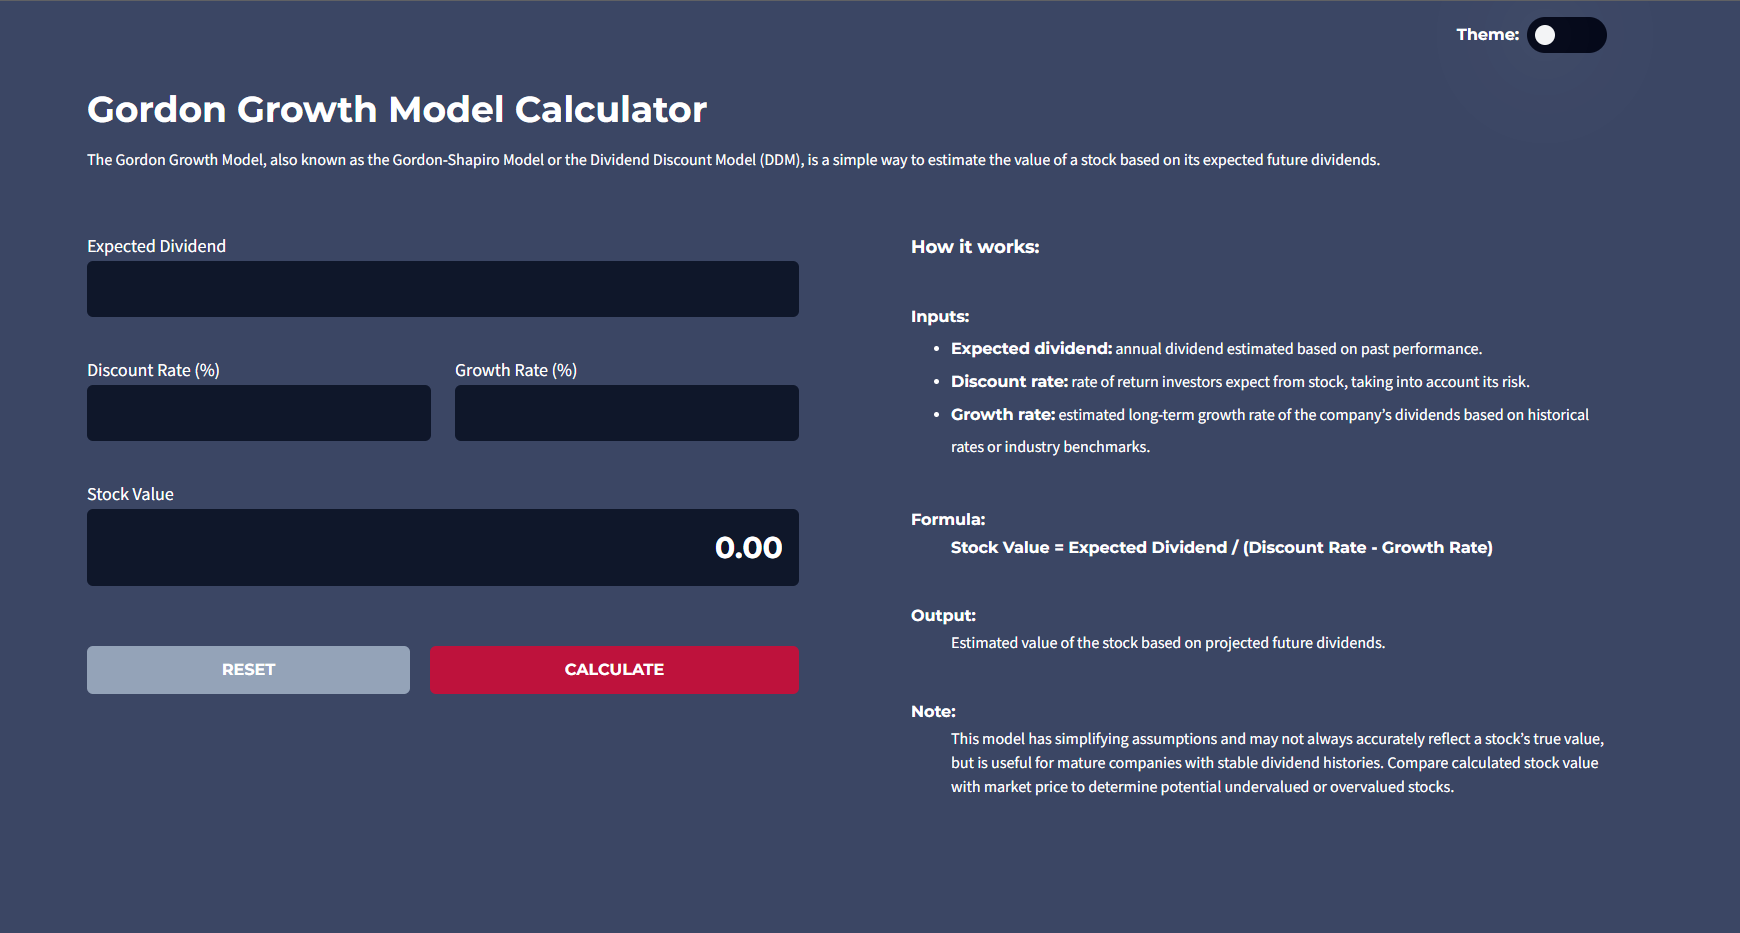 Theme:
Gordon Growth Model Calculator
The Gordon Growth Model, also known as the Gordon-Shapiro Model or the Dividend Discount Model (DDM), is a simple way to estimate the value of a stock based on its expected future dividends.
Expected Dividend
Discount Rate (%)
Growth Rate (%)
Stock Value
0.00
RESET
CALCULATE
How it works:
Inputs:
• Expected dividend: annual dividend estimated based on past performance.
• Discount rate: rate of return investors expect from stock, taking into account its risk.
• Growth rate: estimated long-term growth rate of the company’s dividends based on historical
rates or industry benchmarks.
Formula:
Stock Value = Expected Dividend / (Discount Rate - Growth Rate)
Output:
Estimated value of the stock based on projected future dividends.
Note:
This model has simplifying assumptions and may not always accurately reflect a stock’s true value,
but is useful for mature companies with stable dividend histories. Compare calculated stock value
with market price to determine potential undervalued or overvalued stocks.